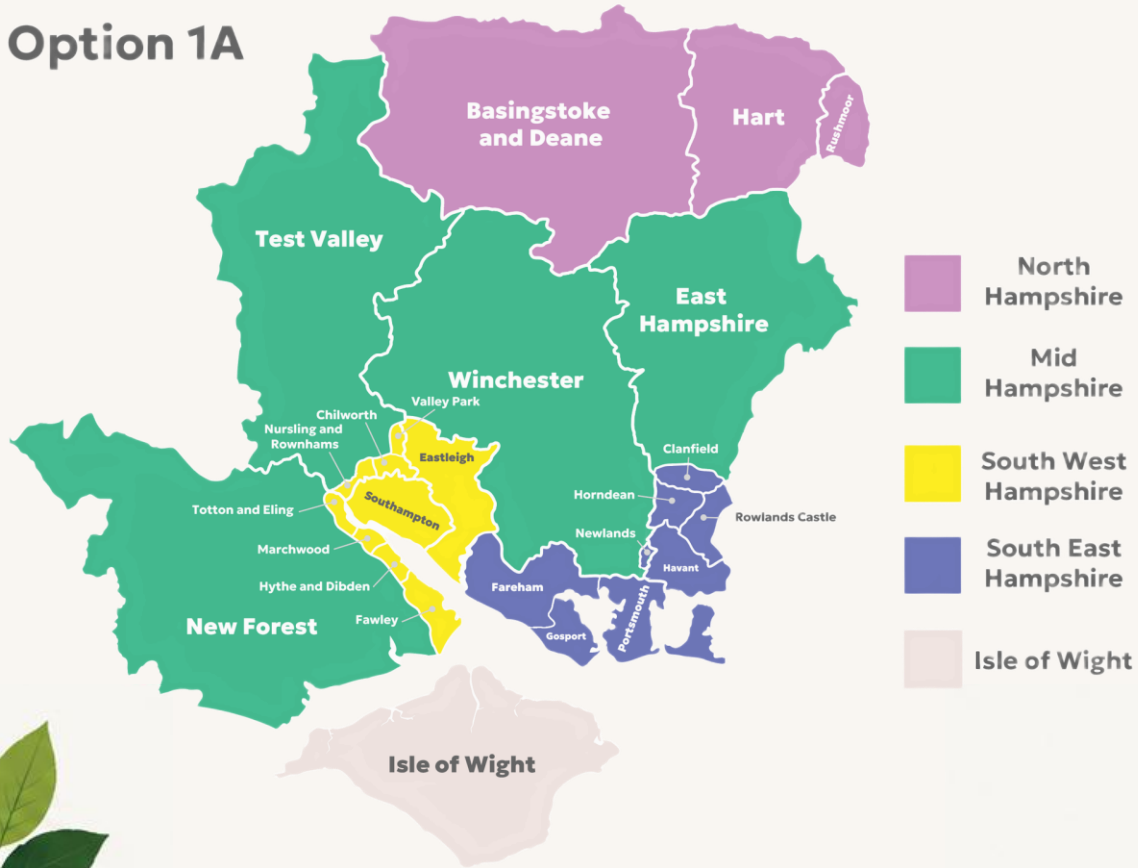 Option 1A
Basingstoke
and Deane
Hart
Rushmoor
Test Valley
East
Hampshire
Winchester
Valley Park
Chilworth
Nursling and
Rownhams
Eastleigh
Southampton
Totton and Eling
Marchwood
Hythe and Dibden
Fawley
New Forest
Clanfield
Horndean
Rowlands Castle
Newlands
Havant
Fareham
Gosport
Portsmouth
Isle of Wight
North
Hampshire
Mid
Hampshire
South West
Hampshire
South East
Hampshire
Isle of Wight